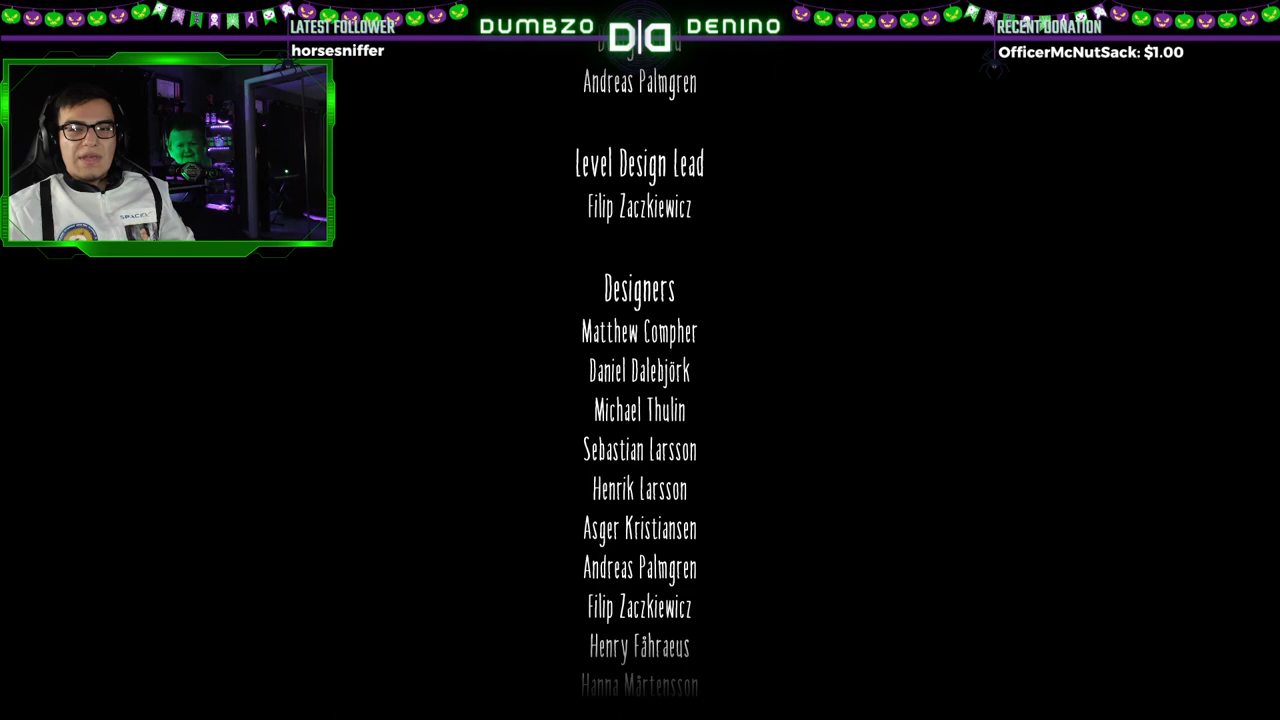 LATEST FOLLOWER
horsesniffer
DUMBZO
DD
DENINO
RECENT DONATION
OfficerMcNutSack: $1.00
SPACEX
Andreas Palmgren
Level Design Lead
Filip Zaczkiewicz
Designers
Matthew Compher
Daniel Dalebjörk
Michael Thulin
Sebastian Larsson
Henrik Larsson
Asger Kristiansen
Andreas Palmgren
Filip Zaczkiewicz
Henry Fåhraeus
Hanna Mårtensson